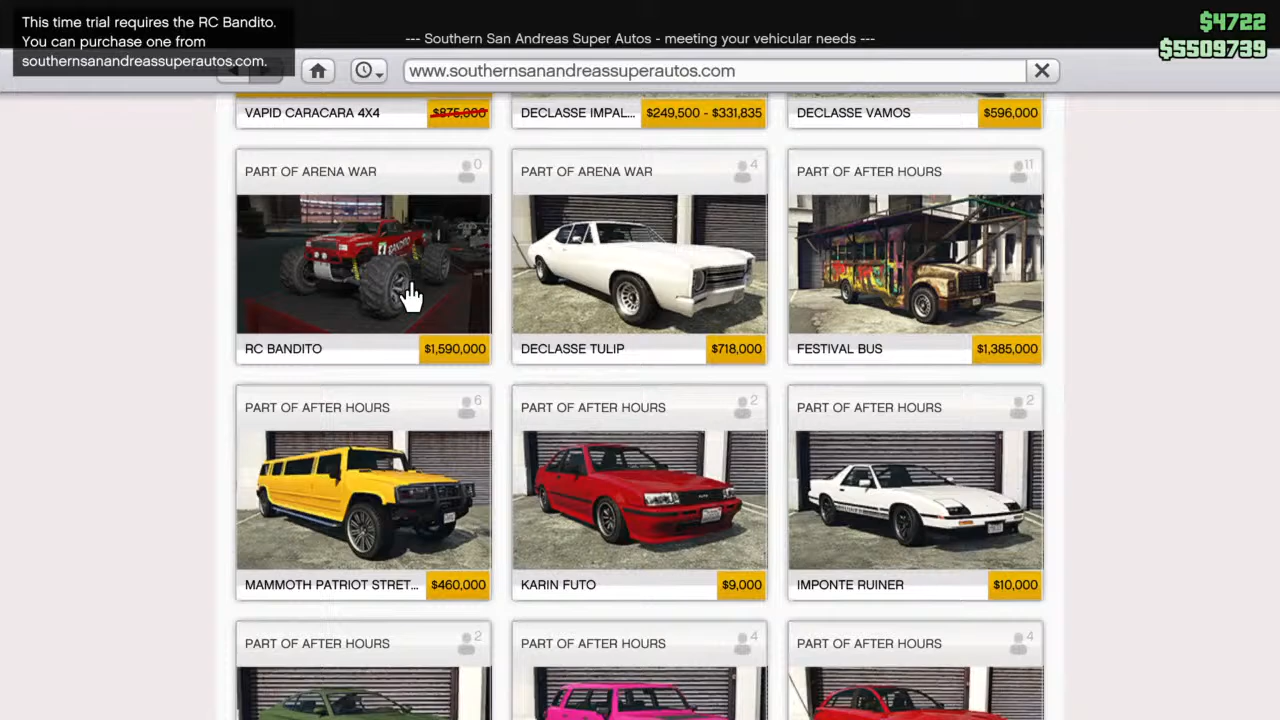 This time trial requires the RC Bandito.
You can purchase one from
southernsanandreassuperautos.com.
--- Southern San Andreas Super Autos - meeting your vehicular needs ---
$4722
$5509739
www.southernsanandreassuperautos.com
VAPID CARACARA 4X4
$875,000
DECLASSE IMPAL...
$249,500 - $331,835
DECLASSE VAMOS
$596,000
PART OF ARENA WAR
0
PART OF ARENA WAR
4
PART OF AFTER HOURS
11
BANDITO
RC BANDITO
$1,590,000
DECLASSE TULIP
$718,000
FESTIVAL BUS
$1,385,000
PART OF AFTER HOURS
6
PART OF AFTER HOURS
2
PART OF AFTER HOURS
2
MAMMOTH PATRIOT STRET...
$460,000
KARIN FUTO
$9,000
IMPONTE RUINER
$10,000
PART OF AFTER HOURS
2
PART OF AFTER HOURS
4
PART OF AFTER HOURS
4